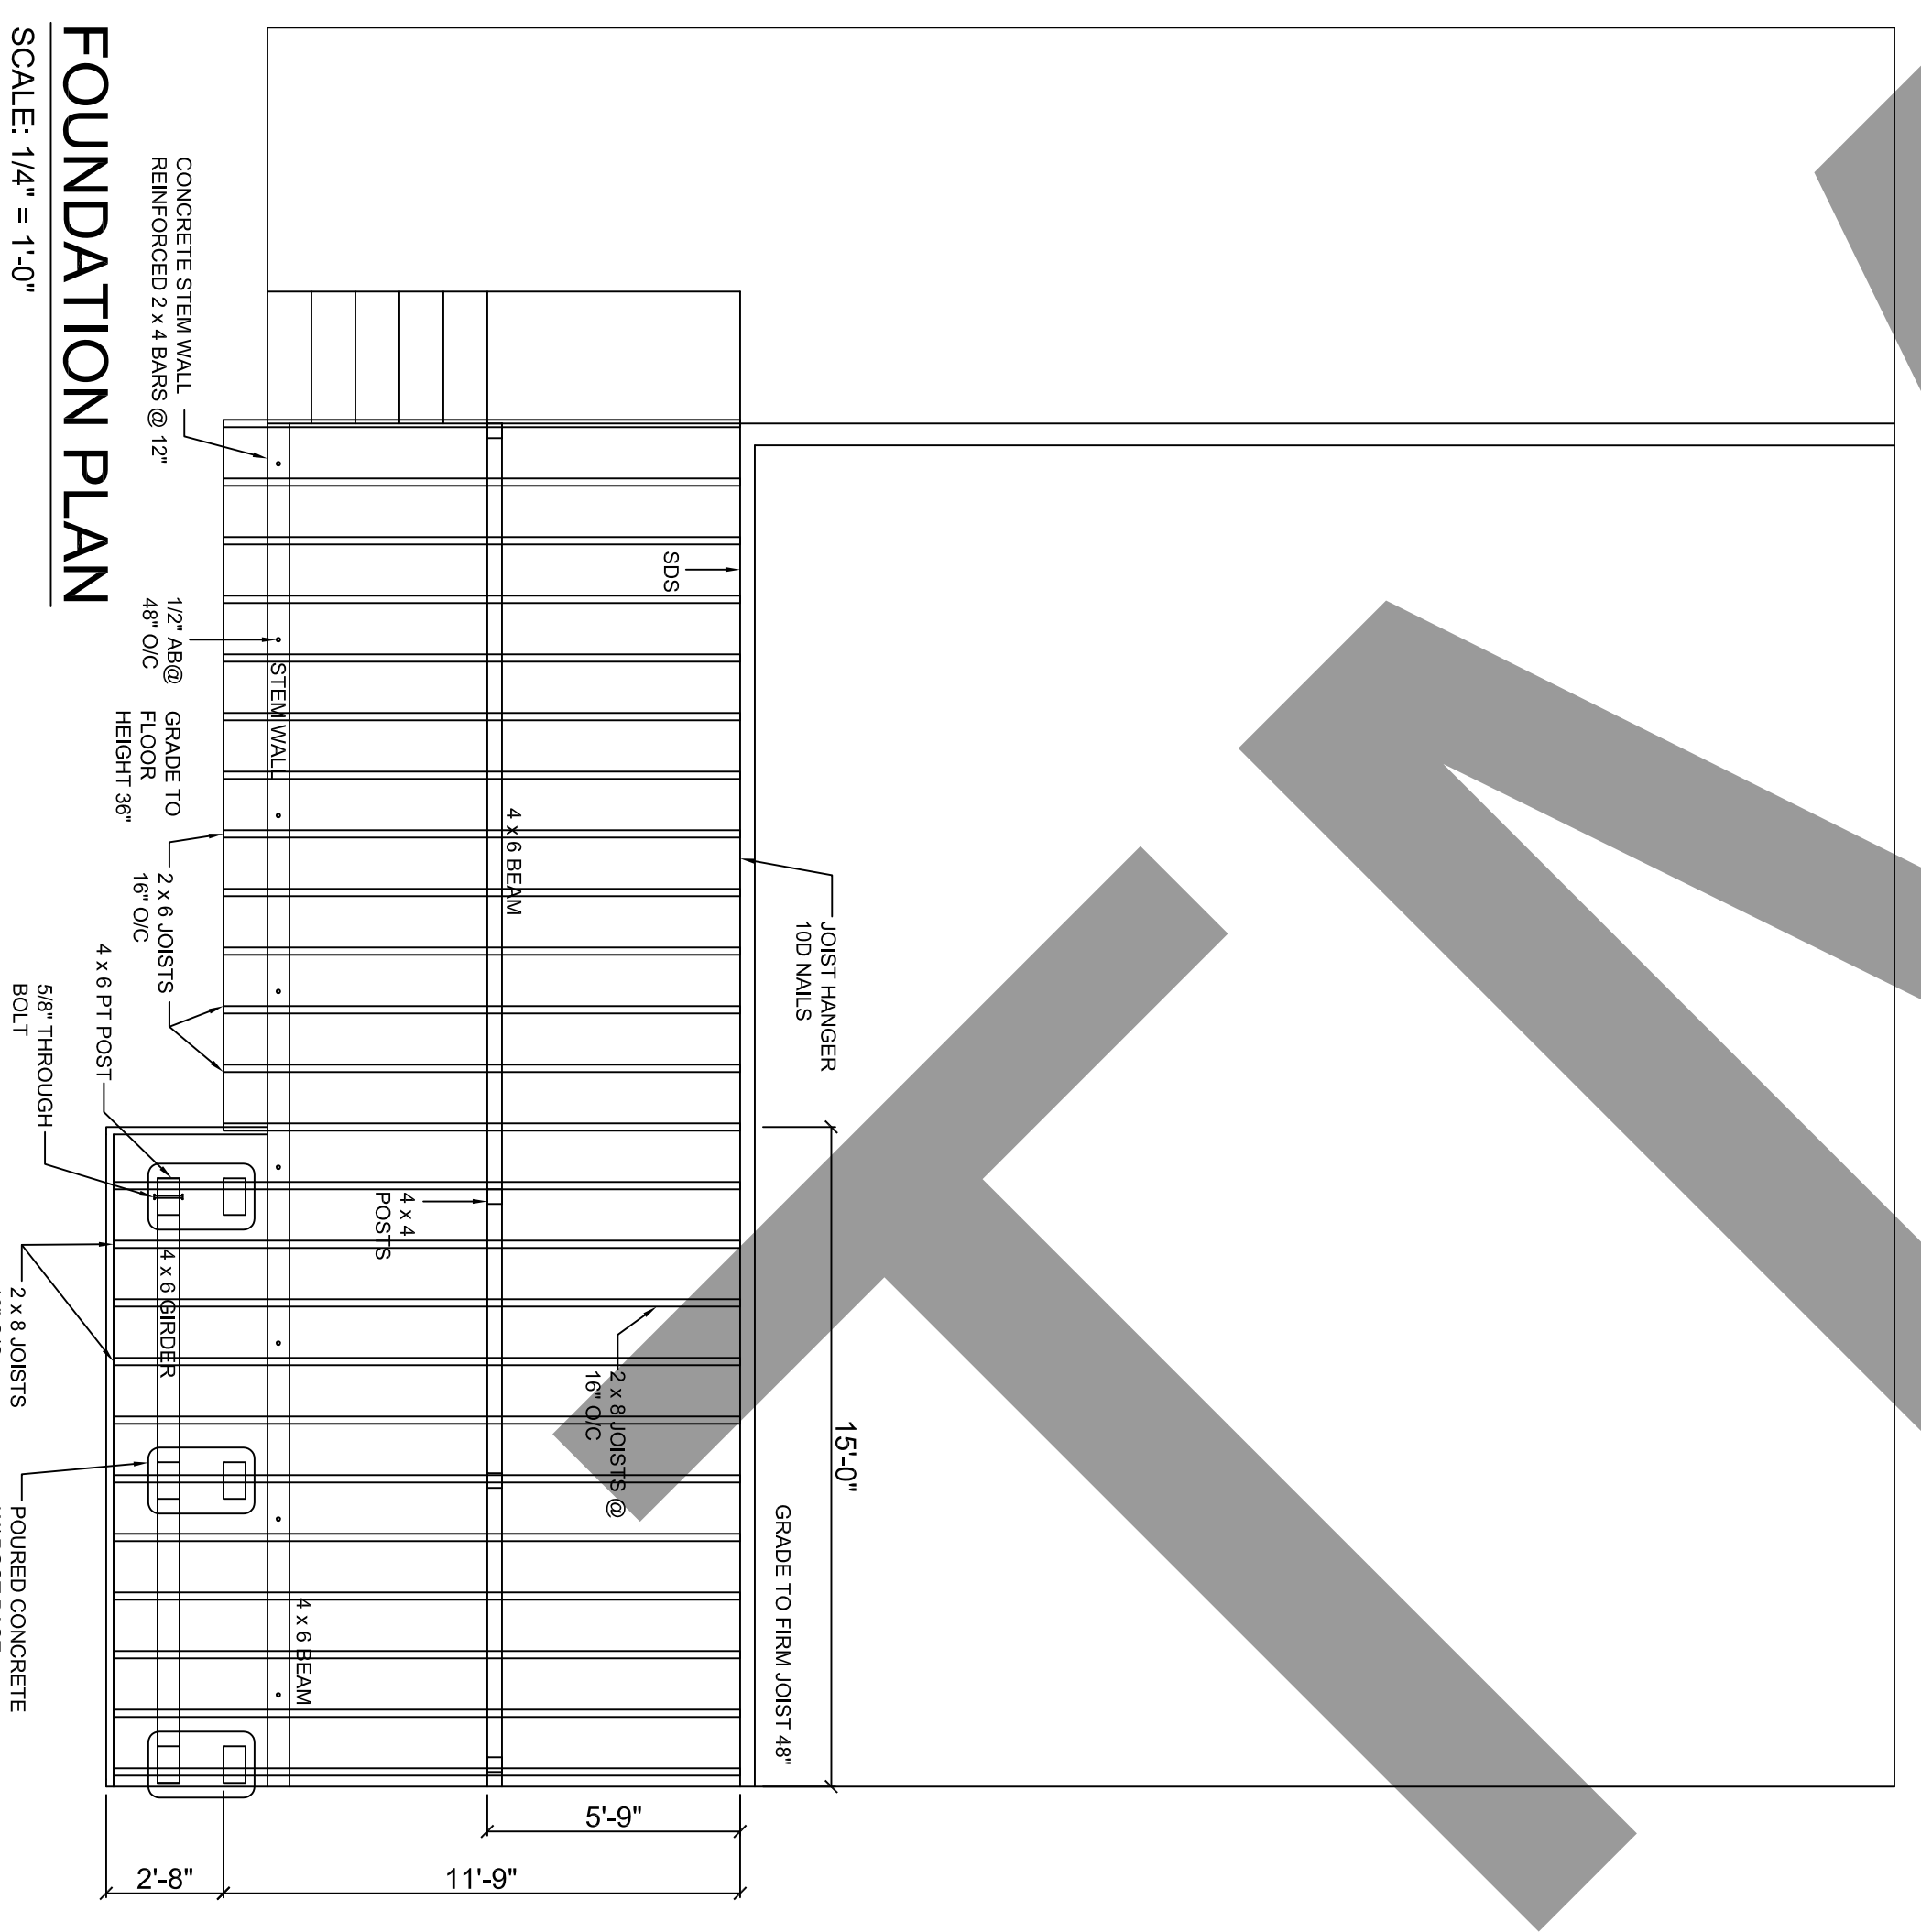 FOUNDATION PLAN
SCALE: 1/4" = 1'-0"
CONCRETE STEM WALL
REINFORCED 2 x 4 BARS @ 12"
SDS
1/2" AB@
48" O/C
STEM WALL
GRADE TO
FLOOR
HEIGHT 36"
4 x 6 BEAM
2 x 6 JOISTS
16" O/C
JOIST HANGER
10D NAILS
4 x 6 PT POST
5/8" THROUGH
BOLT
4 x 4
POSTS
4 x 6 GIRDER
2 x 8 JOISTS
2 x 8 JOISTS @
16" O/C
15'-0"
GRADE TO FIRM JOIST 48"
POURED CONCRETE
4 x 6 BEAM
5'-9"
2'-8"
11'-9"